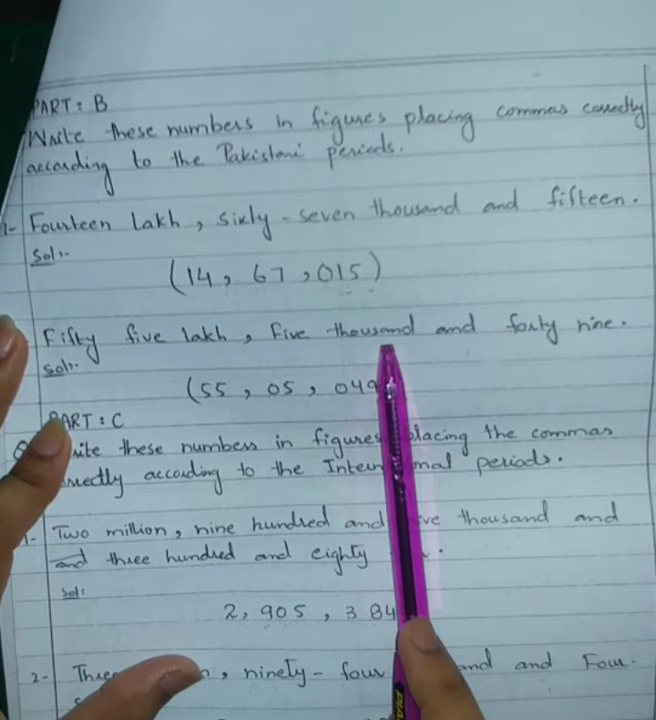 PART: B
Write these numbers in figures placing commas correctly
according to the Pakistani periods.
1- Fourteen lakh, sixty-seven thousand and fifteen.
Sol:-
(14, 67, 015)
Fifty five lakh, five thousand and forty nine.
Sol:-
(55, 05, 049
PART: C
these numbers in figures placing the commas
according to the periods.
1- Two million, nine hundred and thousand and
and three hundred and eighty
Sol:
2, 905, 384
2- , ninety-four and Four.